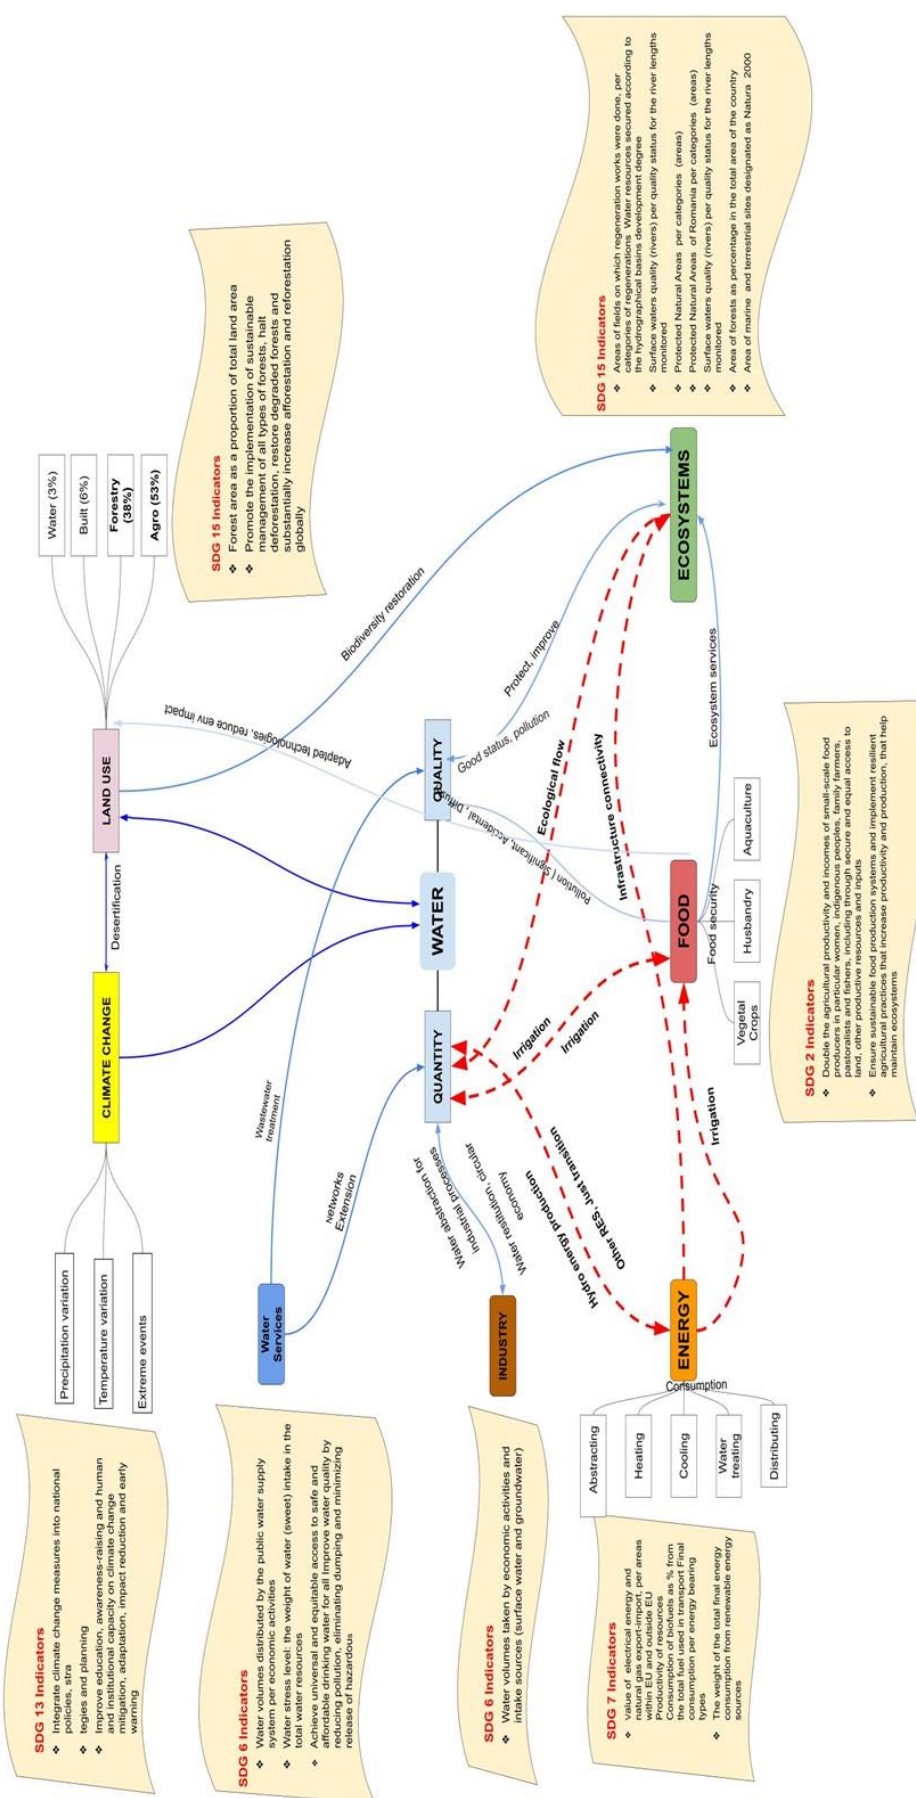 SDG 13 Indicators
❖ Integrate climate change measures into national
policies, stra
❖ tegies and planning
❖ Improve education, awareness-raising and human
and institutional capacity on climate change
mitigation, adaptation, impact reduction and early
warning
Precipitation variation
Temperature variation
Extreme events
CLIMATE CHANGE
Desertification
LAND USE
Water (3%)
Built (6%)
Forestry
(38%)
Agro (53%)
SDG 15 Indicators
❖ Forest area as a proportion of total land area
❖ Promote the implementation of sustainable
management of all types of forests, halt
deforestation, restore degraded forests and
substantially increase afforestation and reforestation
globally
SDG 6 Indicators
❖ Water volumes distributed by the public water supply
system per economic activities
❖ Water stress level: the weight of water (sweet) intake in the
total water resources
❖ Achieve universal and equitable access to safe and
affordable drinking water for all Improve water quality by
reducing pollution, eliminating dumping and minimizing
release of hazardous
Water
Services
Wastewater
treatment
Networks
Extension
Adapted technologies, reduce env impact
Biodiversity restoration
QUANTITY
WATER
QUALITY
Good status, pollution
Protect, improve
Pollution ( Significant, Accidental, Diffus
Water abstraction for
industrial processes
Water restitution, circular
economy
INDUSTRY
SDG 6 Indicators
❖ Water volumes taken by economic activities and
intake sources (surface water and groundwater)
Irrigation
Irrigation
Ecological flow
Infrastructure connectivity
Hydro energy production
Other RES, Just transition
SDG 7 Indicators
❖ value of electrical energy and
natural gas export-import, per areas
within EU and outside EU
Productivity of resources
Consumption of biofuels as % from
the total fuel used in transport Final
consumption per energy bearing
types
❖ The weight of the total final energy
consumption from renewable energy
sources
Abstracting
Heating
Cooling
Water
treating
Distributing
Consumption
ENERGY
Irrigation
FOOD
Food security
Vegetal
Crops
Husbandry
Aquaculture
Ecosystem services
ECOSYSTEMS
SDG 15 Indicators
❖ Areas of fields on which regeneration works were done, per
categories of regenerations Water resources secured according to
the hydrographical basins development degree
❖ Surface waters quality (rivers) per quality status for the river lengths
monitored
❖ Protected Natural Areas per categories (areas)
❖ Protected Natural Areas of Romania per categories (areas)
❖ Surface waters quality (rivers) per quality status for the river lengths
monitored
❖ Area of forests as percentage in the total area of the country
❖ Area of marine and terrestrial sites designated as Natura 2000
SDG 2 Indicators
❖ Double the agricultural productivity and incomes of small-scale food
producers in particular women, indigenous peoples, family farmers,
pastoralists and fishers, including through secure and equal access to
land, other productive resources and inputs
❖ Ensure sustainable food production systems and implement resilient
agricultural practices that increase productivity and production, that help
maintain ecosystems